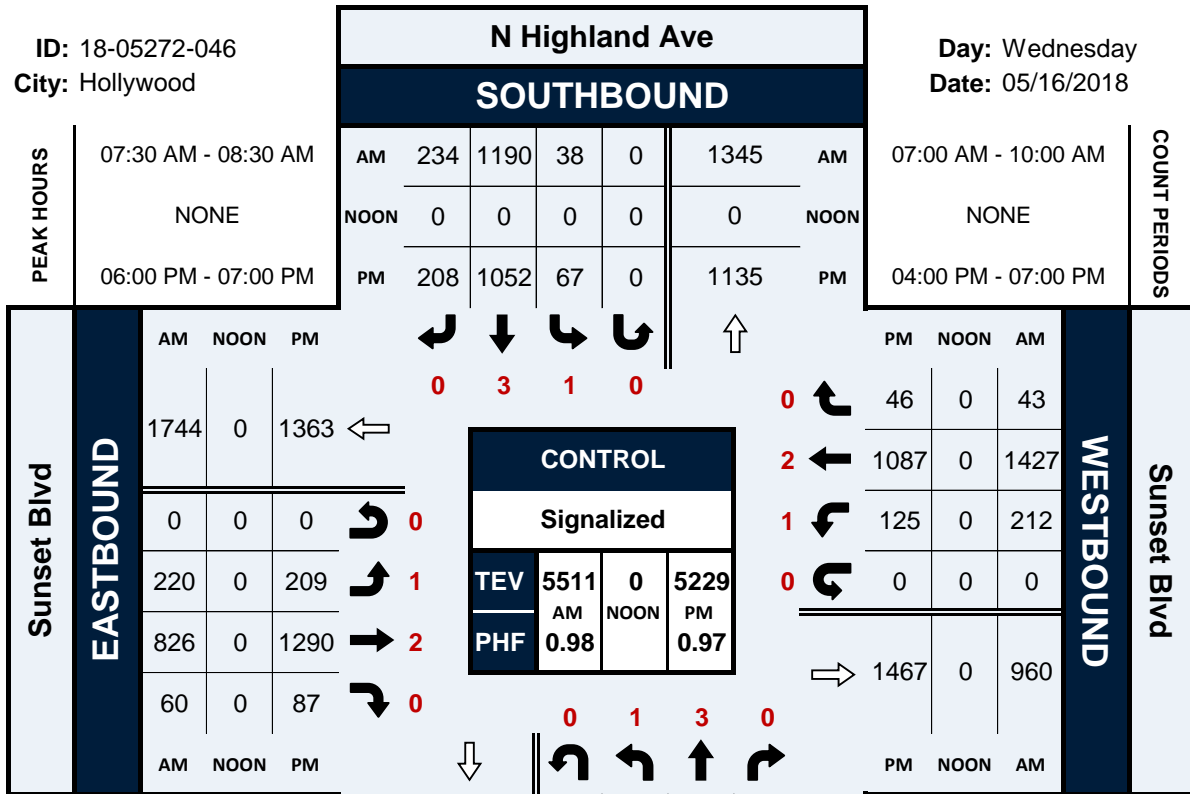 N Highland Ave
ID: 18-05272-046
Day: Wednesday
City: Hollywood
Date: 05/16/2018
SOUTHBOUND
PEAK HOURS
07:30 AM - 08:30 AM
NONE
06:00 PM - 07:00 PM
AM 234 1190 38 0 1345 AM
NOON 0 0 0 0 0 NOON
PM 208 1052 67 0 1135 PM
07:00 AM - 10:00 AM
NONE
04:00 PM - 07:00 PM
COUNT PERIODS
0 3 1 0
Sunset Blvd
EASTBOUND
AM NOON PM
1744 0 1363
0 0 0 0
220 0 209 1
826 0 1290 2
60 0 87 0
AM NOON PM
CONTROL
Signalized
TEV 5511 0 5229
AM NOON PM
PHF 0.98 0.97
PM NOON AM
0 46 0 43
2 1087 0 1427
1 125 0 212
0 0 0 0
1467 0 960
PM NOON AM
WESTBOUND
Sunset Blvd
0 1 3 0